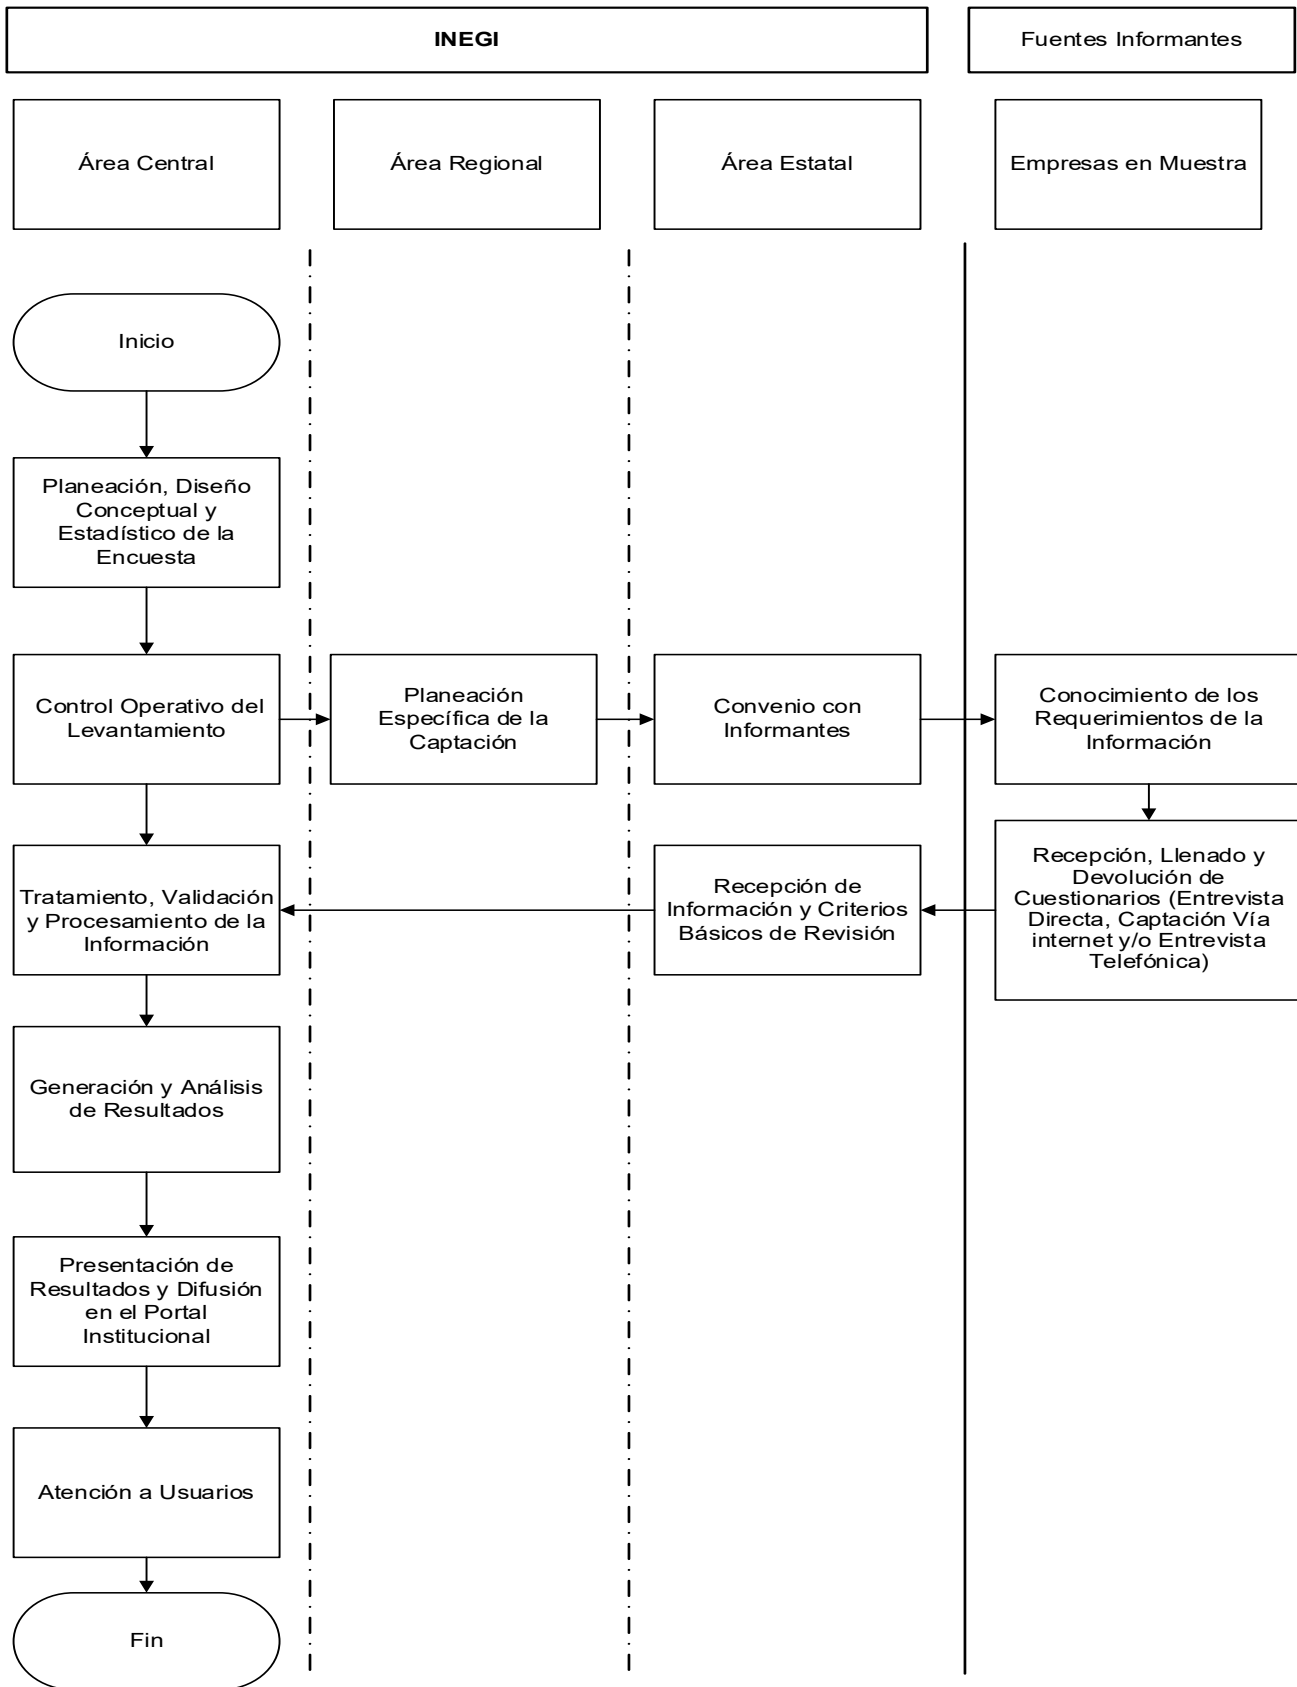 INEGI
Fuentes Informantes
Área Central
Área Regional
Área Estatal
Empresas en Muestra
Inicio
Planeación, Diseño
Conceptual y
Estadístico de la
Encuesta
Control Operativo del
Levantamiento
Planeación
Específica de la
Captación
Convenio con
Informantes
Conocimiento de los
Requerimientos de la
Información
Tratamiento, Validación
y Procesamiento de la
Información
Recepción de
Información y Criterios
Básicos de Revisión
Recepción, Llenado y
Devolución de
Cuestionarios (Entrevista
Directa, Captación Vía
internet y/o Entrevista
Telefónica)
Generación y Análisis
de Resultados
Presentación de
Resultados y Difusión
en el Portal
Institucional
Atención a Usuarios
Fin